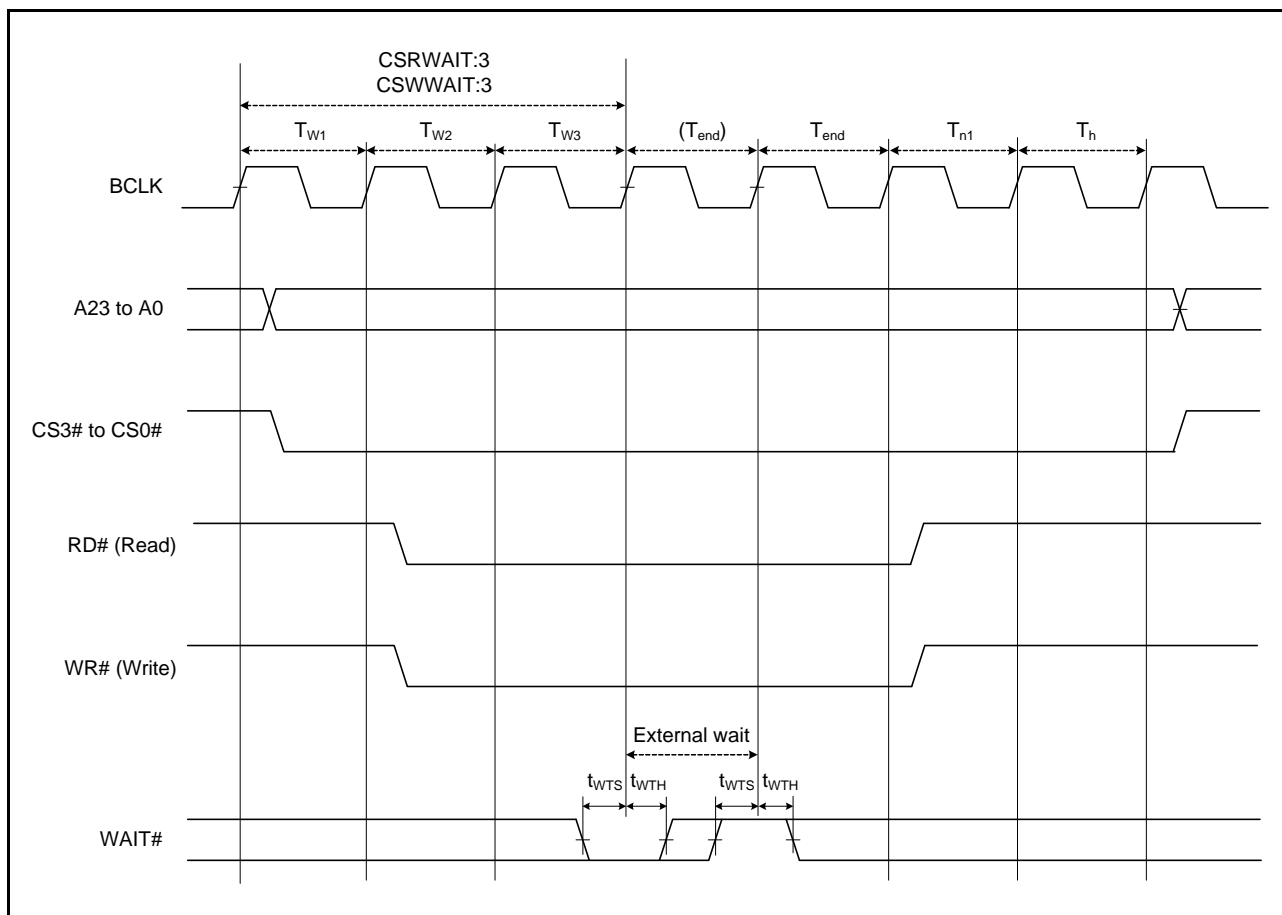 CSRWAIT:3
CSWWAIT:3
TW1 TW2 TW3 (Tend) Tend Tn1 Th
BCLK
A23 to A0
CS3# to CS0#
RD# (Read)
WR# (Write)
External wait
tWTS tWTH tWTS tWTH
WAIT#